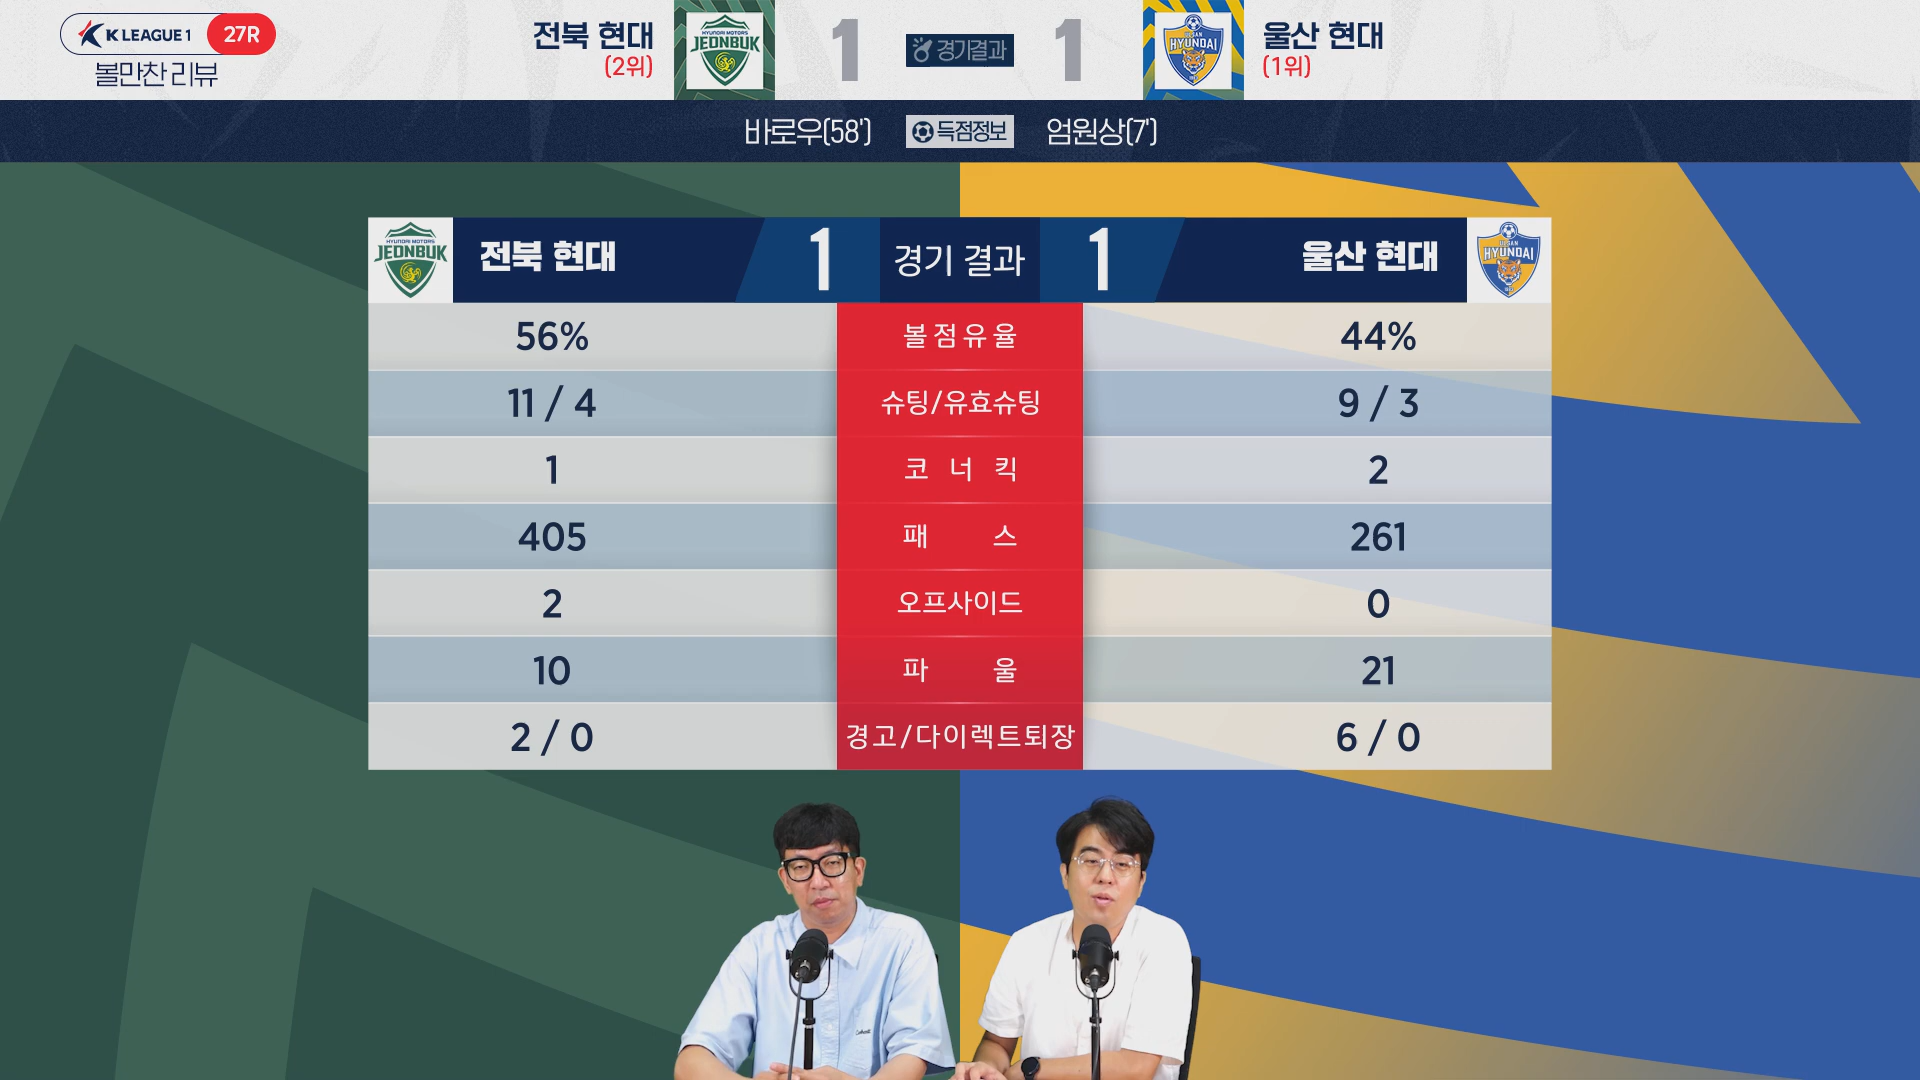 K LEAGUE 1 27R
볼만찬 리뷰
전북 현대
(2위)
HYUNDAI MOTORS
JEONBUK
1
경기결과
1
HYUNDAI
울산 현대
(1위)
바로우(58')
득점정보
엄원상(7')
HYUNDAI MOTORS
JEONBUK
전북 현대
1
경기 결과
1
울산 현대
ULSAN
HYUNDAI
56%
볼점유율
44%
11 / 4
슈팅/유효슈팅
9 / 3
1
코너킥
2
405
패스
261
2
오프사이드
0
10
파울
21
2 / 0
경고/다이렉트퇴장
6 / 0